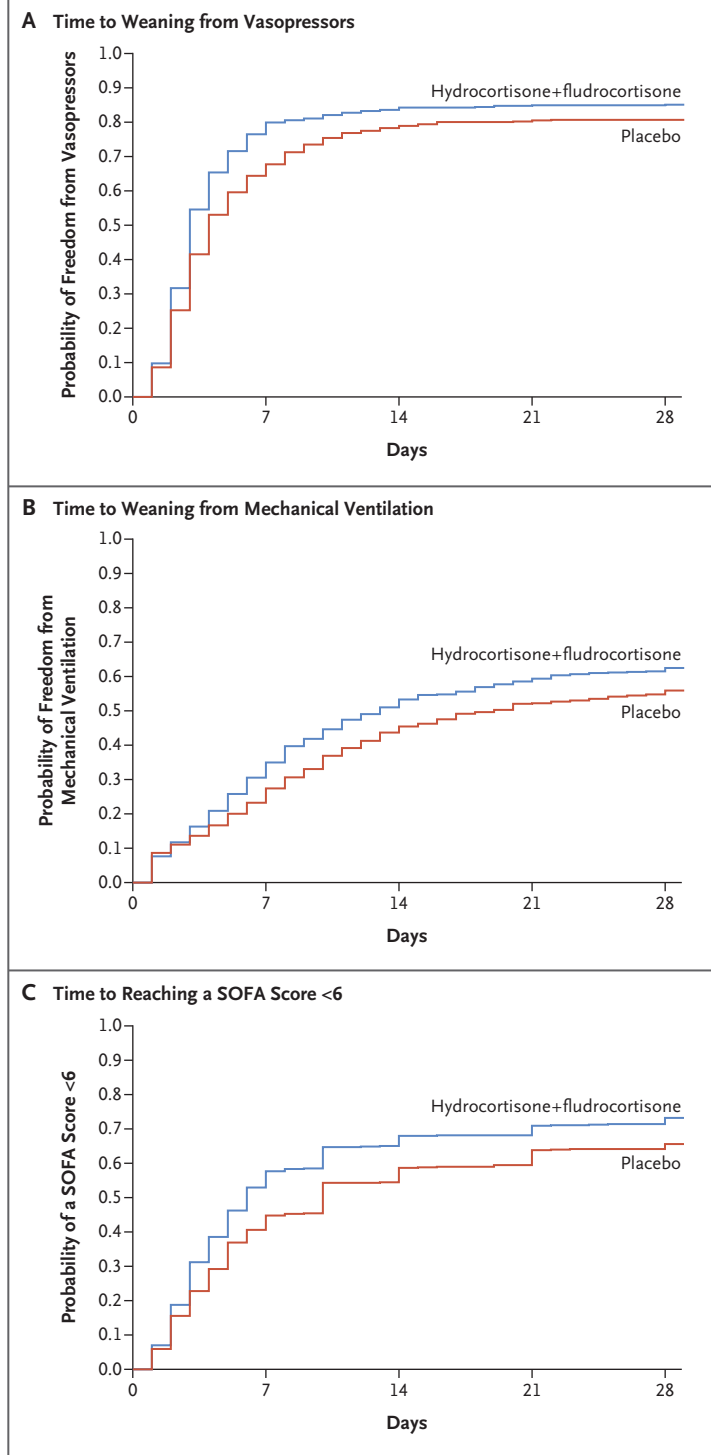 A Time to Weaning from Vasopressors
Probability of Freedom from Vasopressors
1.0
0.9
0.8
0.7
0.6
0.5
0.4
0.3
0.2
0.1
0.0
Hydrocortisone+fludrocortisone
Placebo
0 7 14 21 28
Days
B Time to Weaning from Mechanical Ventilation
Probability of Freedom from
Mechanical Ventilation
1.0
0.9
0.8
0.7
0.6
0.5
0.4
0.3
0.2
0.1
0.0
Hydrocortisone+fludrocortisone
Placebo
0 7 14 21 28
Days
C Time to Reaching a SOFA Score <6
Probability of a SOFA Score <6
1.0
0.9
0.8
0.7
0.6
0.5
0.4
0.3
0.2
0.1
0.0
Hydrocortisone+fludrocortisone
Placebo
0 7 14 21 28
Days